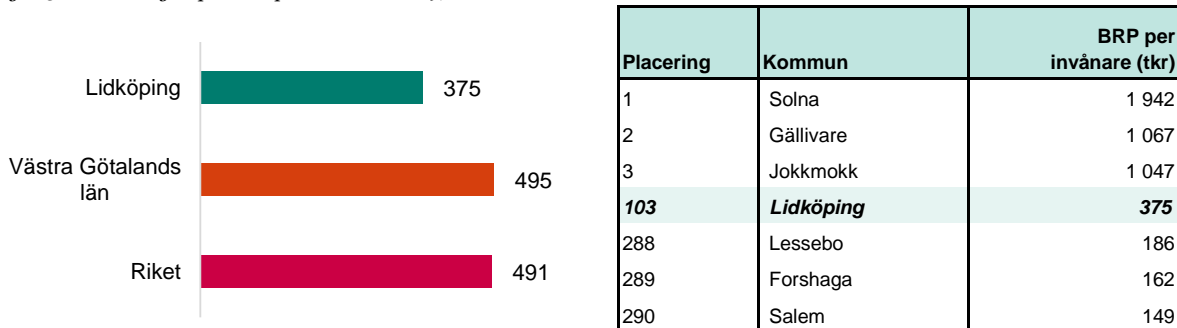 Lidköping 375
Västra Götalands
län
495
Riket 491
Placering Kommun BRP per
invånare (tkr)
1 Solna 1 942
2 Gällivare 1 067
3 Jokkmokk 1 047
103 Lidköping 375
288 Lessebo 186
289 Forshaga 162
290 Salem 149